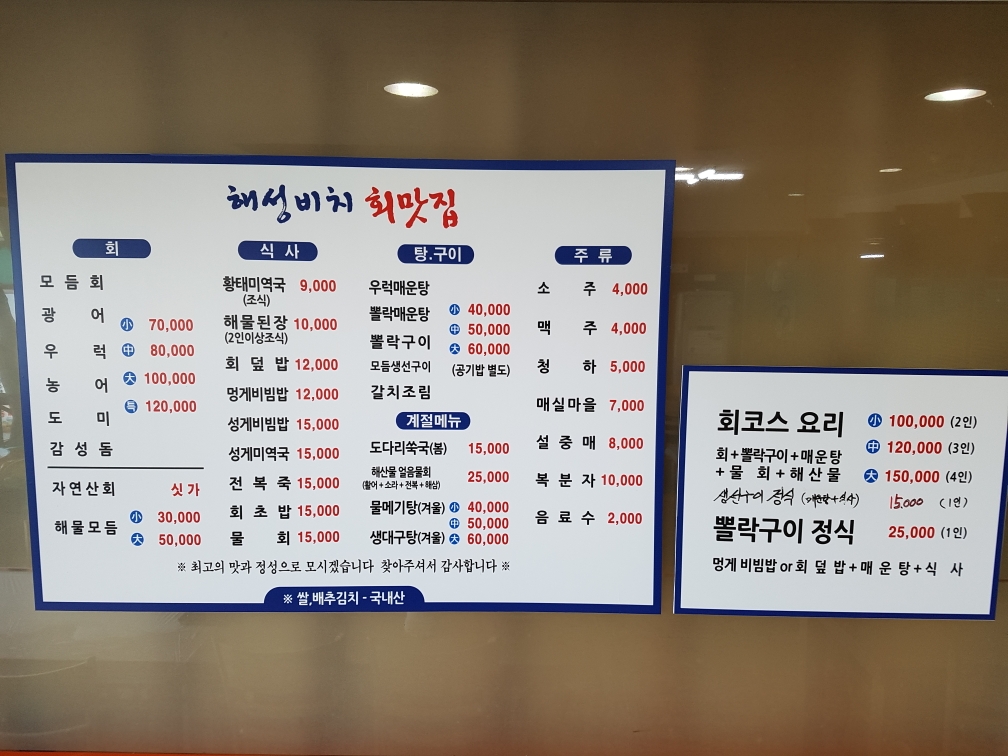 해성비치 회맛집
회
모듬회
광어
우럭
농어
도미
감성돔
小 70,000
中 80,000
大 100,000
특 120,000
자연산회 싯가
해물모듬
小 30,000
大 50,000
식사
황태미역국 9,000
(조식)
해물된장 10,000
(2인이상조식)
회덮밥 12,000
멍게비빔밥 12,000
성게비빔밥 15,000
성게미역국 15,000
전복죽 15,000
회초밥 15,000
물회 15,000
탕.구이
우럭매운탕
뽈락매운탕
뽈락구이
모듬생선구이
갈치조림
小 40,000
中 50,000
大 60,000
(공기밥 별도)
계절메뉴
도다리쑥국(봄) 15,000
해산물 얼음물회 25,000
(활어+소라+전복+해삼)
물메기탕(겨울)
생대구탕(겨울)
小 40,000
中 50,000
大 60,000
주류
소주 4,000
맥주 4,000
청하 5,000
매실마을 7,000
설중매 8,000
복분자 10,000
음료수 2,000
※ 최고의 맛과 정성으로 모시겠습니다 찾아주셔서 감사합니다 ※
※ 쌀,배추김치 - 국내산
회코스 요리
회+뽈락구이+매운탕
+물회+해산물
小 100,000 (2인)
中 120,000 (3인)
大 150,000 (4인)
생선구이 정식 15.000 (1인)
뽈락구이 정식 25,000 (1인)
멍게 비빔밥 or 회덮밥+매운탕+식사